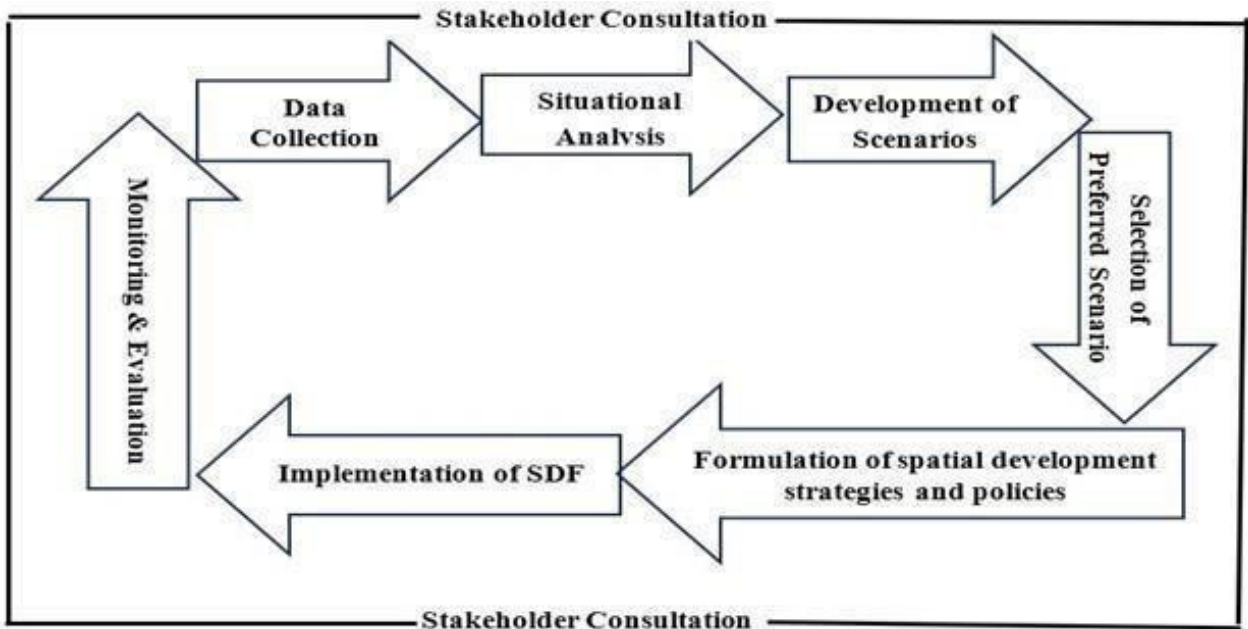 Stakeholder Consultation
Data
Collection
Situational
Analysis
Development of
Scenarios
Selection of
Preferred Scenario
Formulation of spatial development
strategies and policies
Implementation of SDF
Monitoring & Evaluation
Stakeholder Consultation